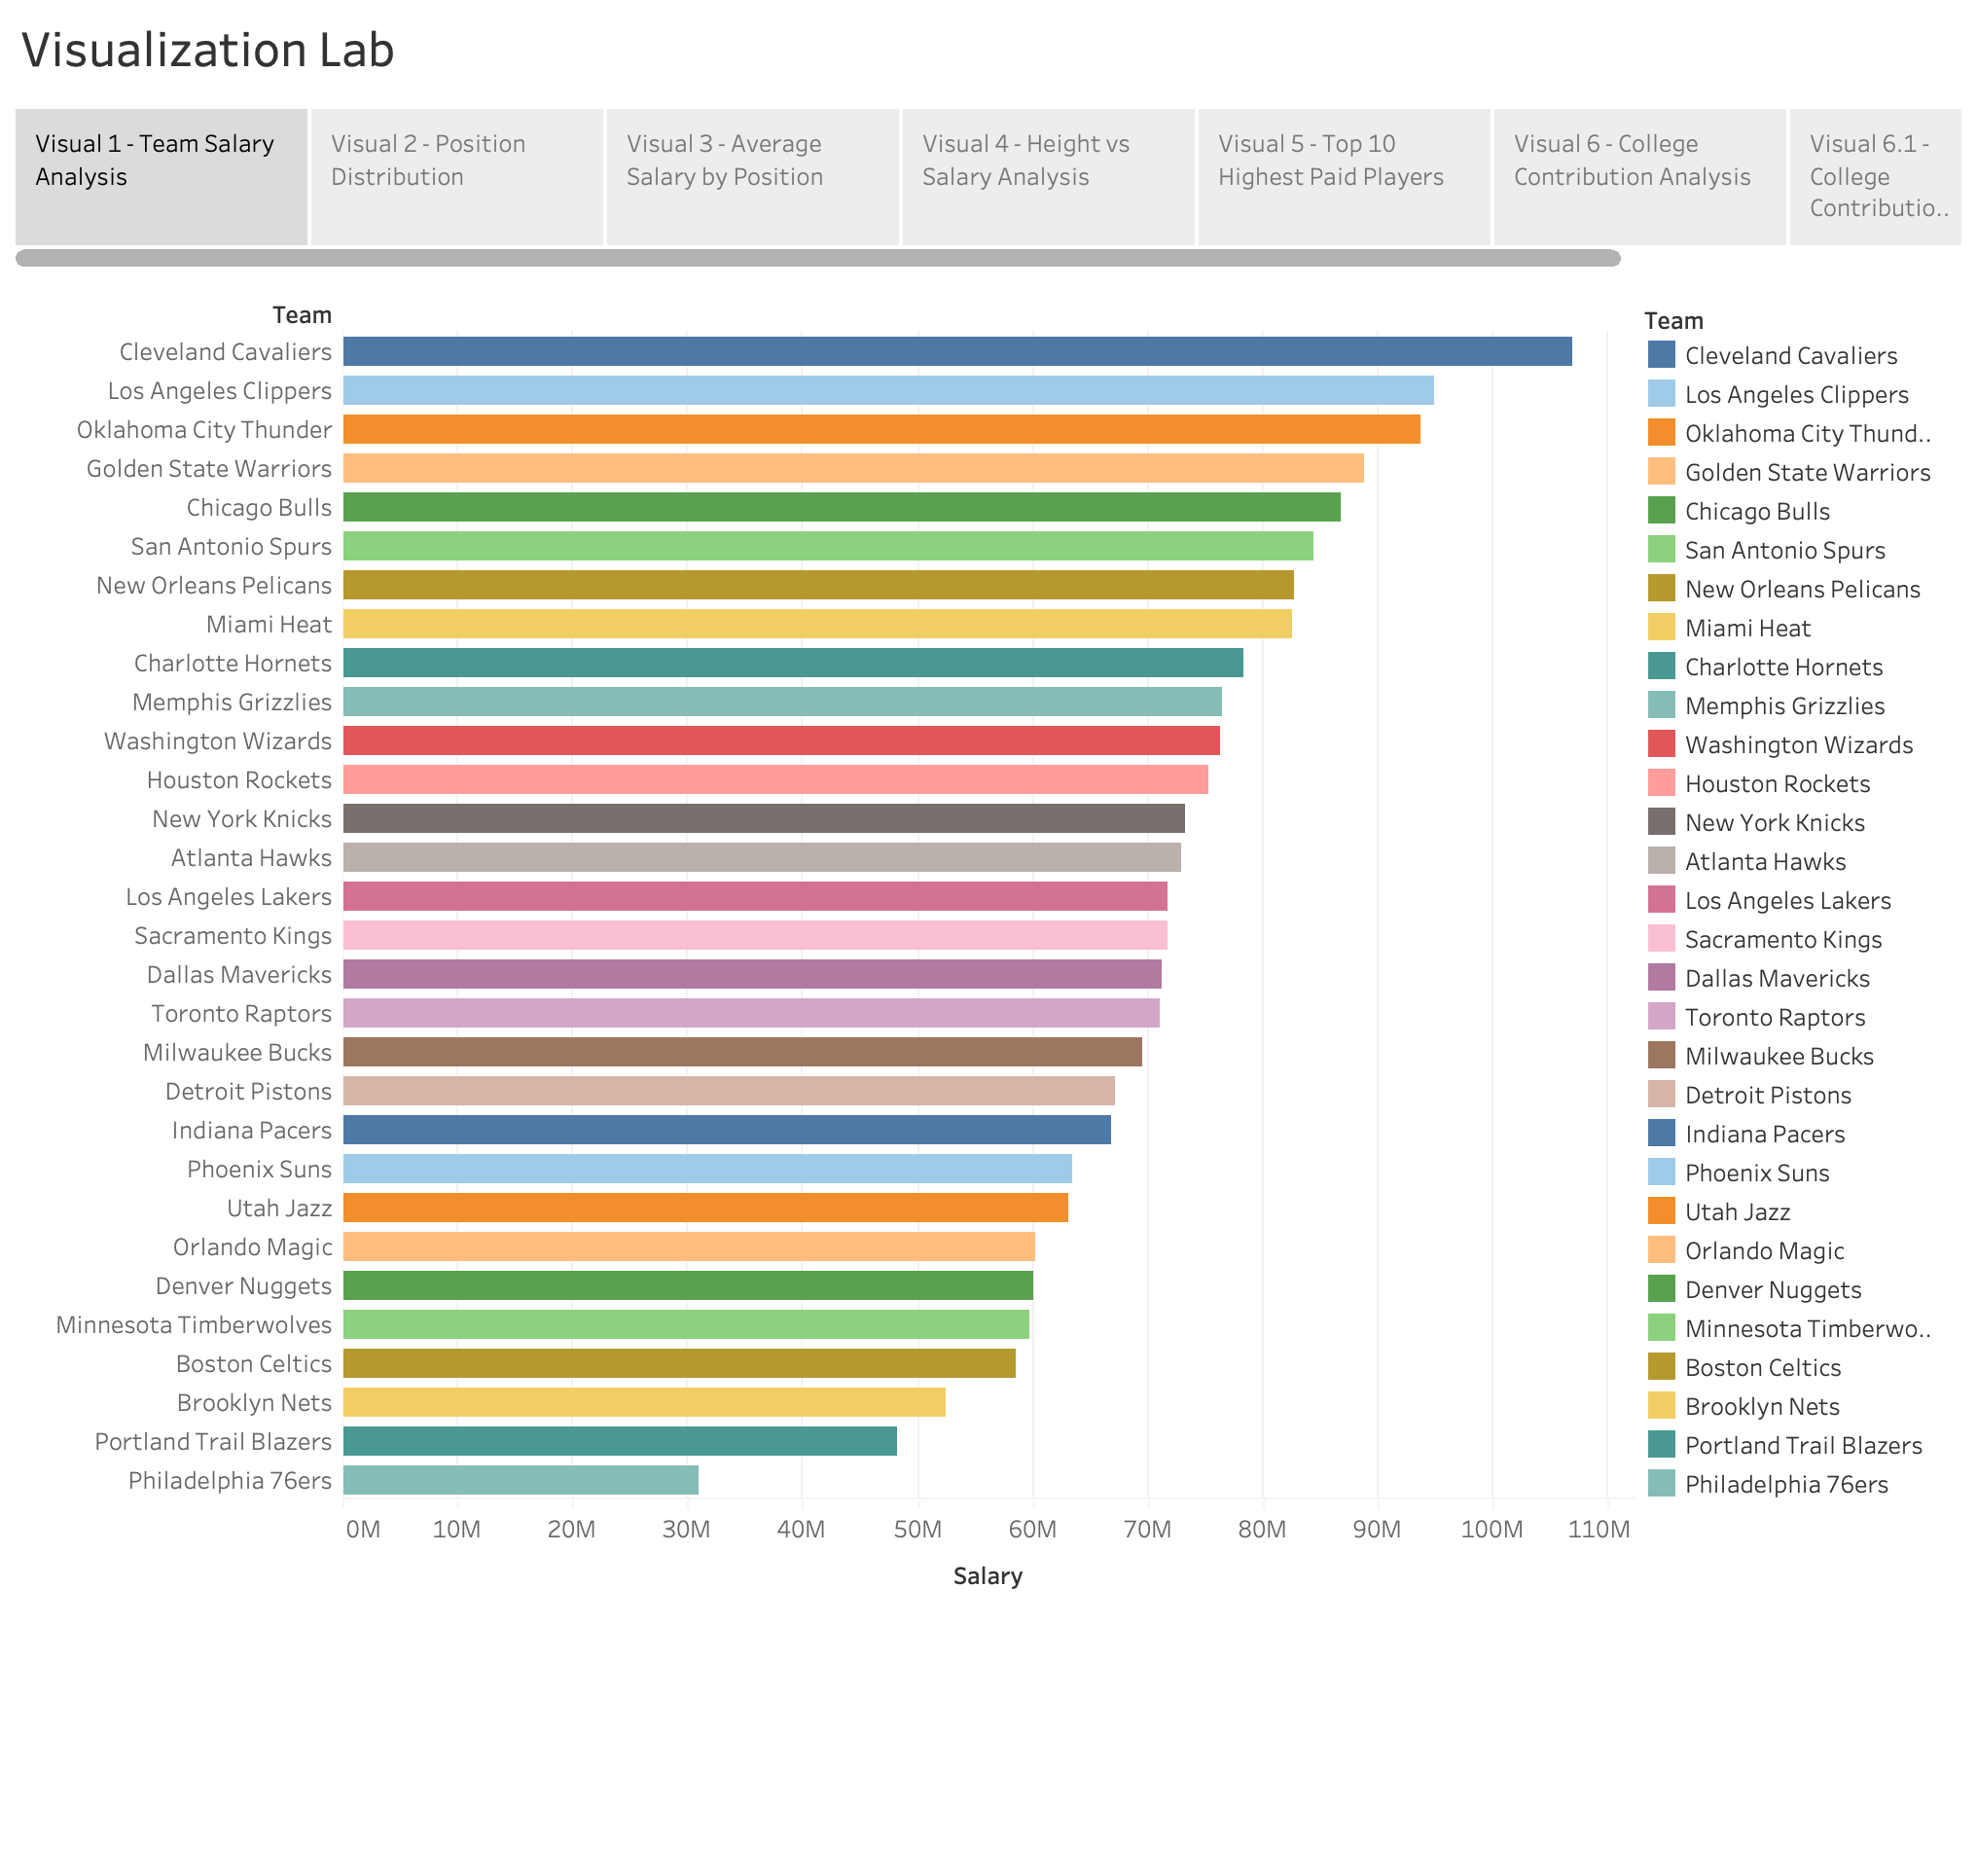 Visualization Lab
Visual 1 - Team Salary
Analysis
Visual 2 - Position
Distribution
Visual 3 - Average
Salary by Position
Visual 4 - Height vs
Salary Analysis
Visual 5 - Top 10
Highest Paid Players
Visual 6 - College
Contribution Analysis
Visual 6.1 -
College
Contributio..
Team
Cleveland Cavaliers
Los Angeles Clippers
Oklahoma City Thunder
Golden State Warriors
Chicago Bulls
San Antonio Spurs
New Orleans Pelicans
Miami Heat
Charlotte Hornets
Memphis Grizzlies
Washington Wizards
Houston Rockets
New York Knicks
Atlanta Hawks
Los Angeles Lakers
Sacramento Kings
Dallas Mavericks
Toronto Raptors
Milwaukee Bucks
Detroit Pistons
Indiana Pacers
Phoenix Suns
Utah Jazz
Orlando Magic
Denver Nuggets
Minnesota Timberwolves
Boston Celtics
Brooklyn Nets
Portland Trail Blazers
Philadelphia 76ers
0M 10M 20M 30M 40M 50M 60M 70M 80M 90M 100M 110M
Salary
Team
Cleveland Cavaliers
Los Angeles Clippers
Oklahoma City Thund..
Golden State Warriors
Chicago Bulls
San Antonio Spurs
New Orleans Pelicans
Miami Heat
Charlotte Hornets
Memphis Grizzlies
Washington Wizards
Houston Rockets
New York Knicks
Atlanta Hawks
Los Angeles Lakers
Sacramento Kings
Dallas Mavericks
Toronto Raptors
Milwaukee Bucks
Detroit Pistons
Indiana Pacers
Phoenix Suns
Utah Jazz
Orlando Magic
Denver Nuggets
Minnesota Timberwo..
Boston Celtics
Brooklyn Nets
Portland Trail Blazers
Philadelphia 76ers